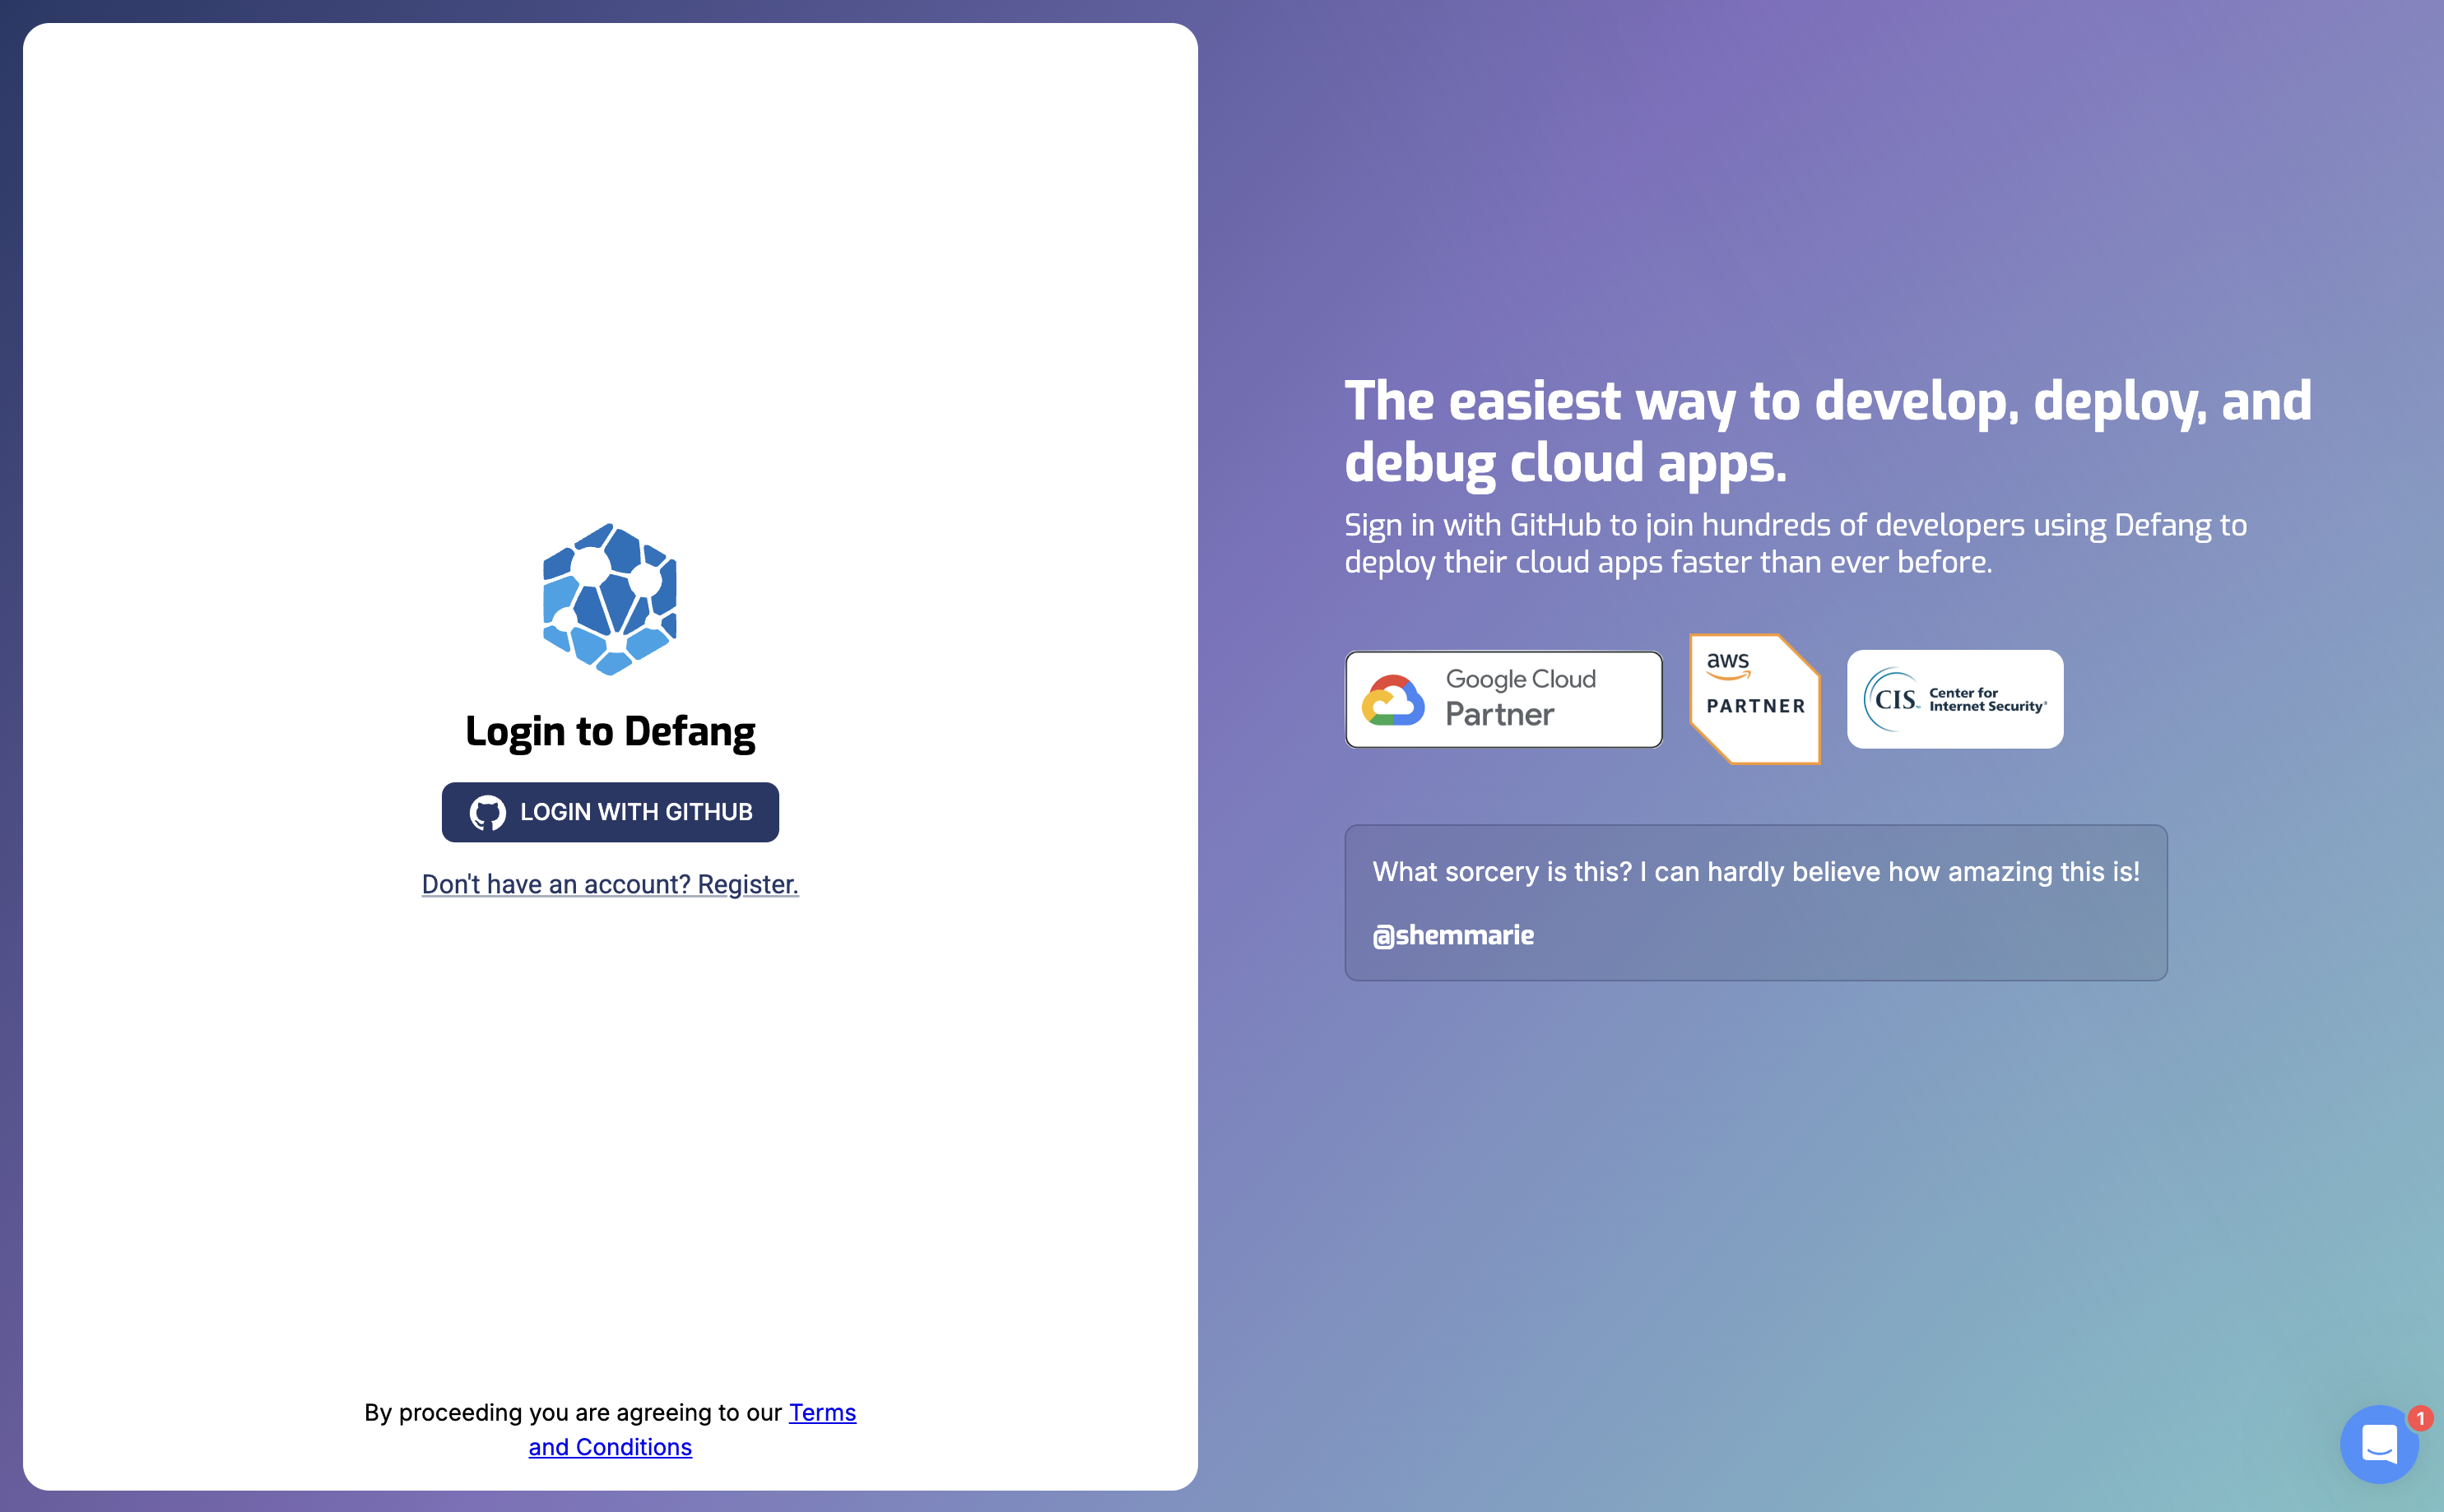 Login to Defang
LOGIN WITH GITHUB
Don't have an account? Register.
By proceeding you are agreeing to our Terms
and Conditions
The easiest way to develop, deploy, and
debug cloud apps.
Sign in with GitHub to join hundreds of developers using Defang to
deploy their cloud apps faster than ever before.
Google Cloud
Partner
aws
PARTNER
CIS™
Center for
Internet Security®
What sorcery is this? I can hardly believe how amazing this is!
@shemmarie
1